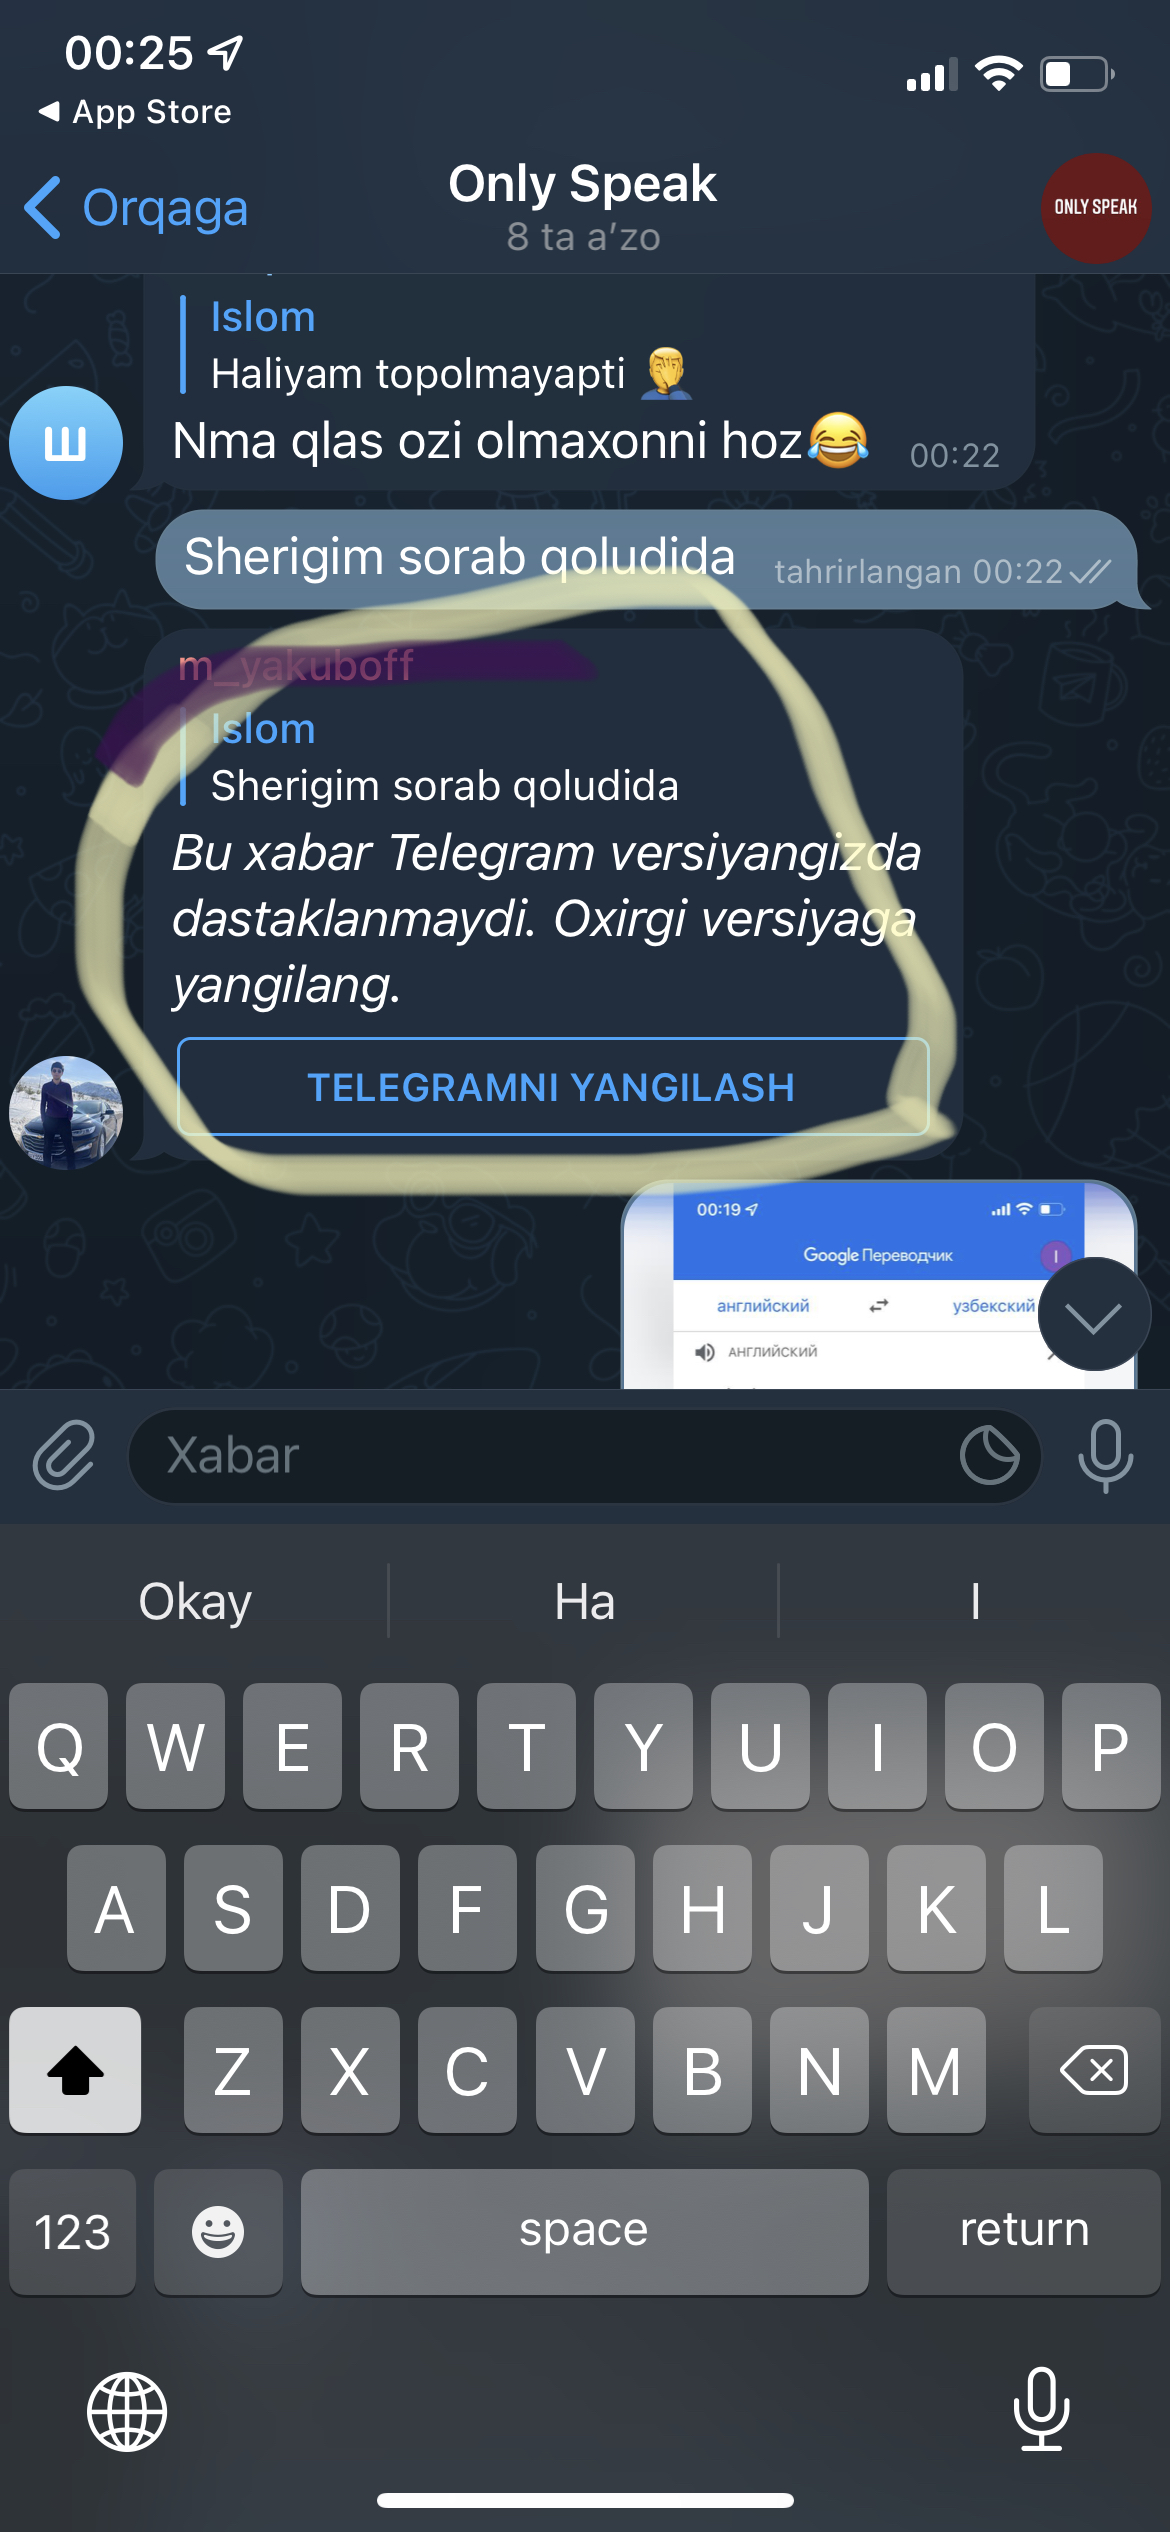 00:25
App Store
Orqaga
Only Speak
8 ta a’zo
ONLY SPEAK
Islom
Haliyam topolmayapti 🤦‍♂️
Ш
Nma qlas ozi olmaxonni hoz😂 00:22
Sherigim sorab qoludida tahrirlangan 00:22
m_yakuboff
Islom
Sherigim sorab qoludida
Bu xabar Telegram versiyangizda
dastaklanmaydi. Oxirgi versiyaga
yangilang.
TELEGRAMNI YANGILASH
00:19
Google Переводчик
I
английский узбекский
АНГЛИЙСКИЙ
Xabar
Okay Ha I
Q W E R T Y U I O P
A S D F G H J K L
Z X C V B N M
123 space return